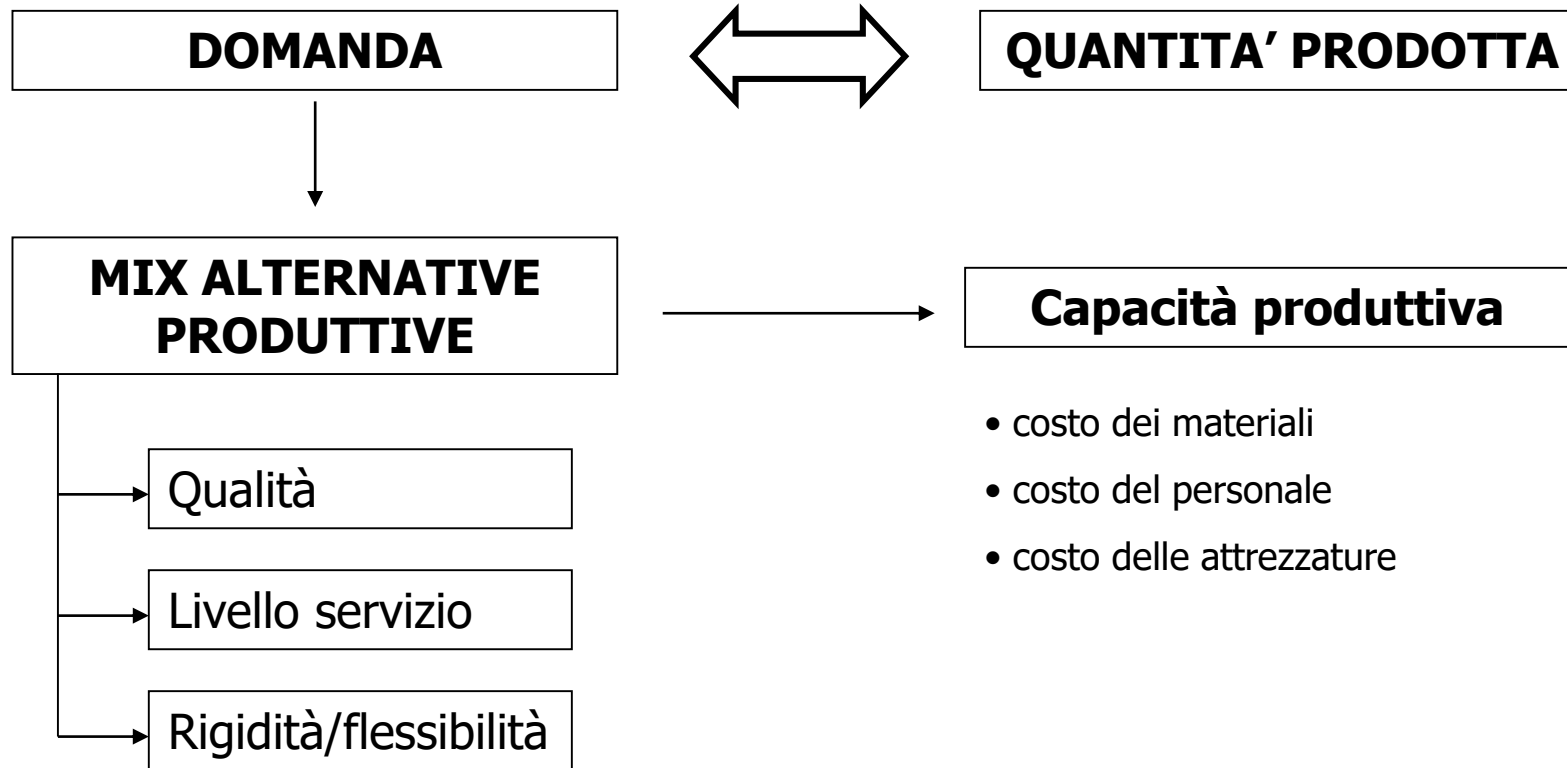 DOMANDA
QUANTITA’ PRODOTTA
MIX ALTERNATIVE
PRODUTTIVE
Capacità produttiva
• costo dei materiali
• costo del personale
• costo delle attrezzature
Qualità
Livello servizio
Rigidità/flessibilità